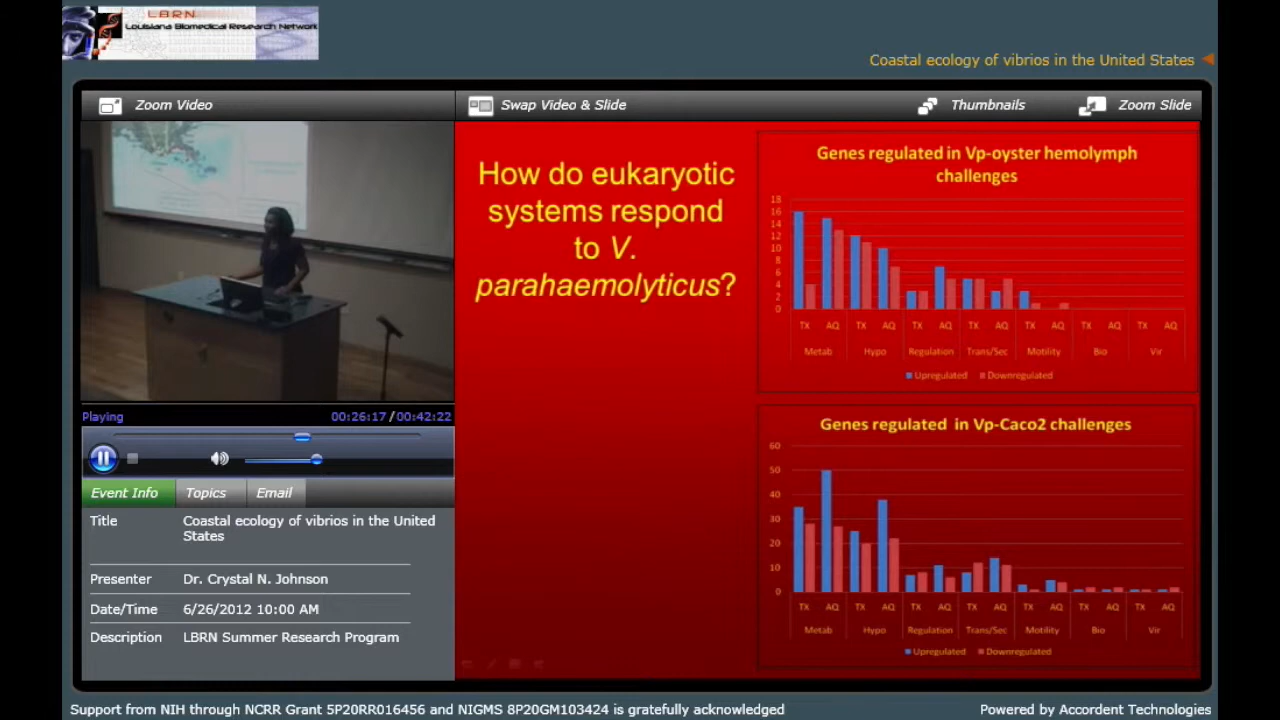 LBRN
Louisiana Biomedical Research Network
Coastal ecology of vibrios in the United States
Zoom Video
Swap Video & Slide
Thumbnails
Zoom Slide
How do eukaryotic
systems respond
to V.
parahaemolyticus?
Genes regulated in Vp-oyster hemolymph
challenges
18
16
14
12
10
8
6
4
2
0
TX AQ TX AQ TX AQ TX AQ TX AQ TX AQ TX AQ
Metab Hypo Regulation Trans/Sec Motility Bio Vir
Upregulated Downregulated
Genes regulated in Vp-Caco2 challenges
60
50
40
30
20
10
0
TX AQ TX AQ TX AQ TX AQ TX AQ TX AQ TX AQ
Metab Hypo Regulation Trans/Sec Motility Bio Vir
Upregulated Downregulated
Playing 00:26:17 / 00:42:22
Event Info Topics Email
Title Coastal ecology of vibrios in the United
States
Presenter Dr. Crystal N. Johnson
Date/Time 6/26/2012 10:00 AM
Description LBRN Summer Research Program
Support from NIH through NCRR Grant 5P20RR016456 and NIGMS 8P20GM103424 is gratefully acknowledged
Powered by Accordent Technologies